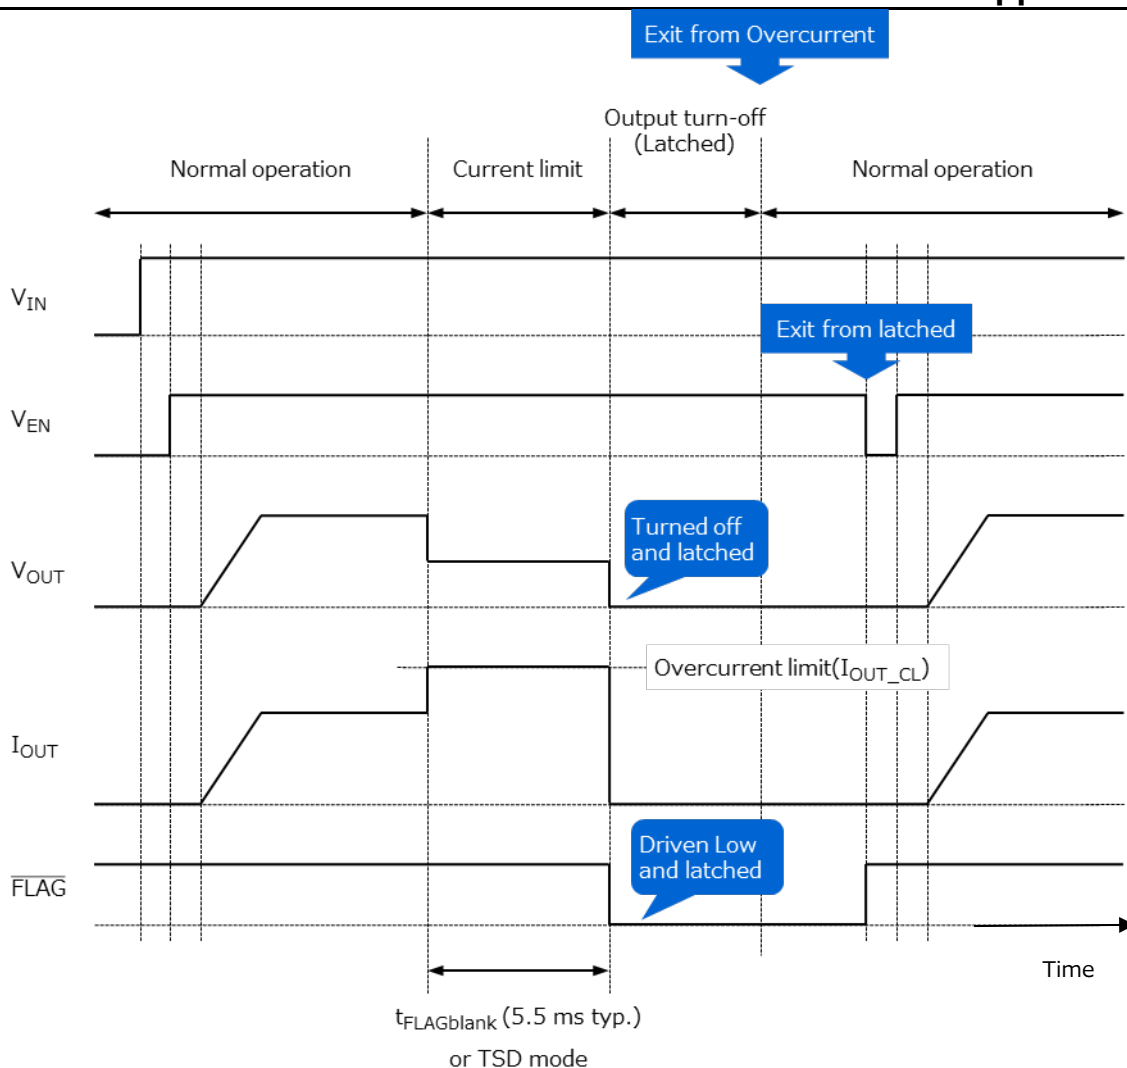 Exit from Overcurrent
Output turn-off
(Latched)
Normal operation
Current limit
Normal operation
VIN
Exit from latched
VEN
Turned off
and latched
VOUT
Overcurrent limit(IOUT_CL)
IOUT
Driven Low
and latched
FLAG
Time
tFLAGblank (5.5 ms typ.)
or TSD mode